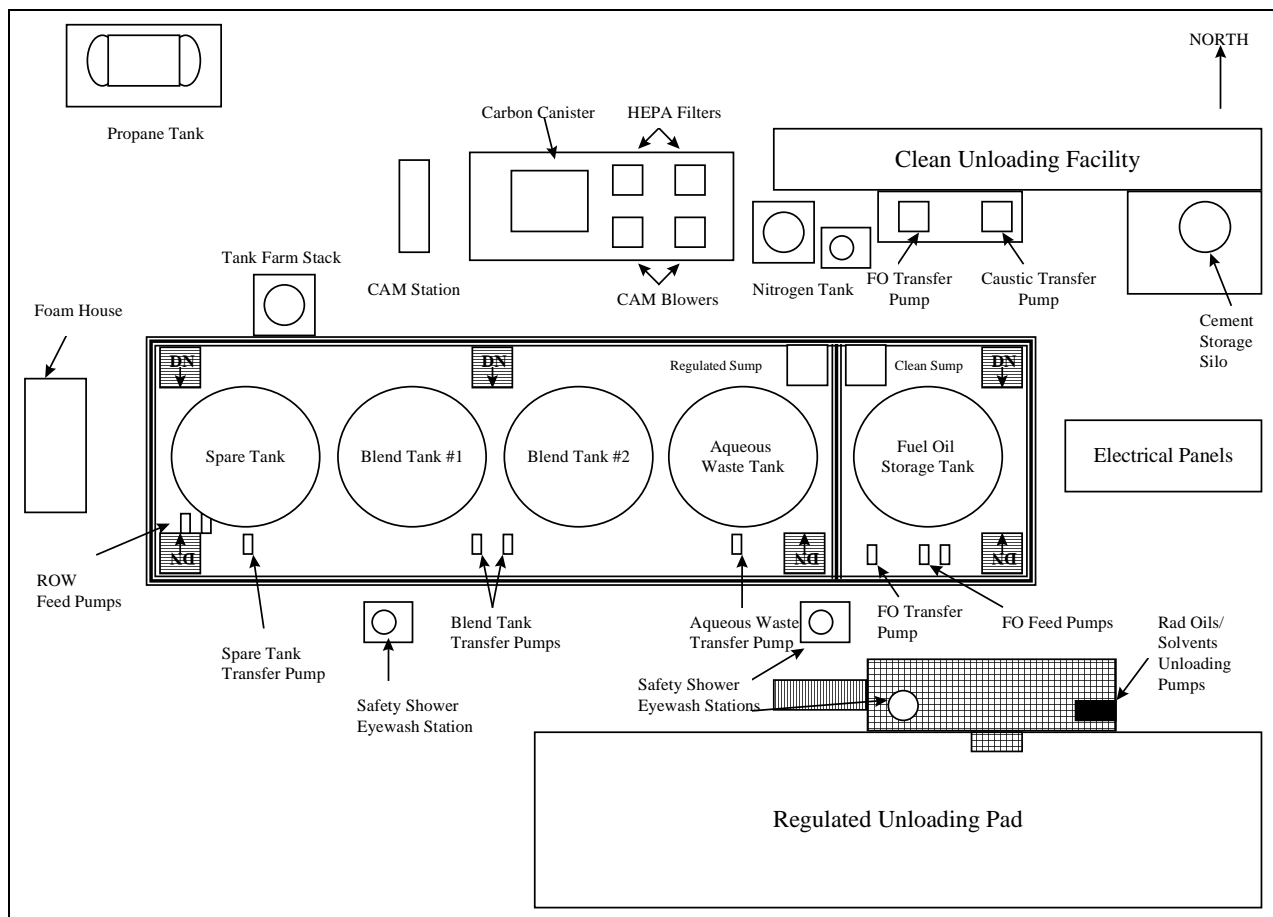 NORTH
Propane Tank
Carbon Canister
HEPA Filters
Clean Unloading Facility
CAM Station
CAM Blowers
Nitrogen Tank
FO Transfer
Pump
Caustic Transfer
Pump
Cement
Storage
Silo
Tank Farm Stack
Foam House
DN
DN
Regulated Sump
Clean Sump
DN
Spare Tank
Blend Tank #1
Blend Tank #2
Aqueous
Waste Tank
Fuel Oil
Storage Tank
Electrical Panels
DN
DN
DN
ROW
Feed Pumps
Spare Tank
Transfer Pump
Safety Shower
Eyewash Station
Blend Tank
Transfer Pumps
Aqueous Waste
Transfer Pump
FO Transfer
Pump
FO Feed Pumps
Rad Oils/
Solvents
Unloading
Pumps
Safety Shower
Eyewash Stations
Regulated Unloading Pad